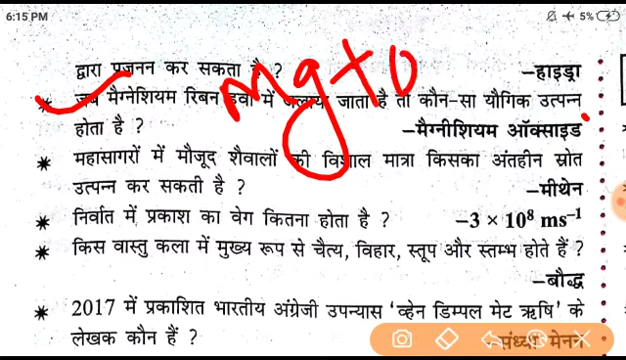 6:15 PM 5%
द्वारा प्रजनन कर सकता है ? –हाइड्रा
Mg+O
* जब मैग्नेशियम रिबन हवा में जलाया जाता है तो कौन-सा यौगिक उत्पन्न
होता है ? –मैग्नीशियम ऑक्साइड
* महासागरों में मौजूद शैवालों की विशाल मात्रा किसका अंतहीन स्रोत
उत्पन्न कर सकती है ? –मीथेन
* निर्वात में प्रकाश का वेग कितना होता है ? –3 × 10⁸ ms⁻¹
* किस वास्तु कला में मुख्य रूप से चैत्य, विहार, स्तूप और स्तम्भ होते हैं ?
–बौद्ध
* 2017 में प्रकाशित भारतीय अंग्रेजी उपन्यास ‘व्हेन डिम्पल मेट ऋषि’ के
लेखक कौन हैं ? –संध्या मेनन